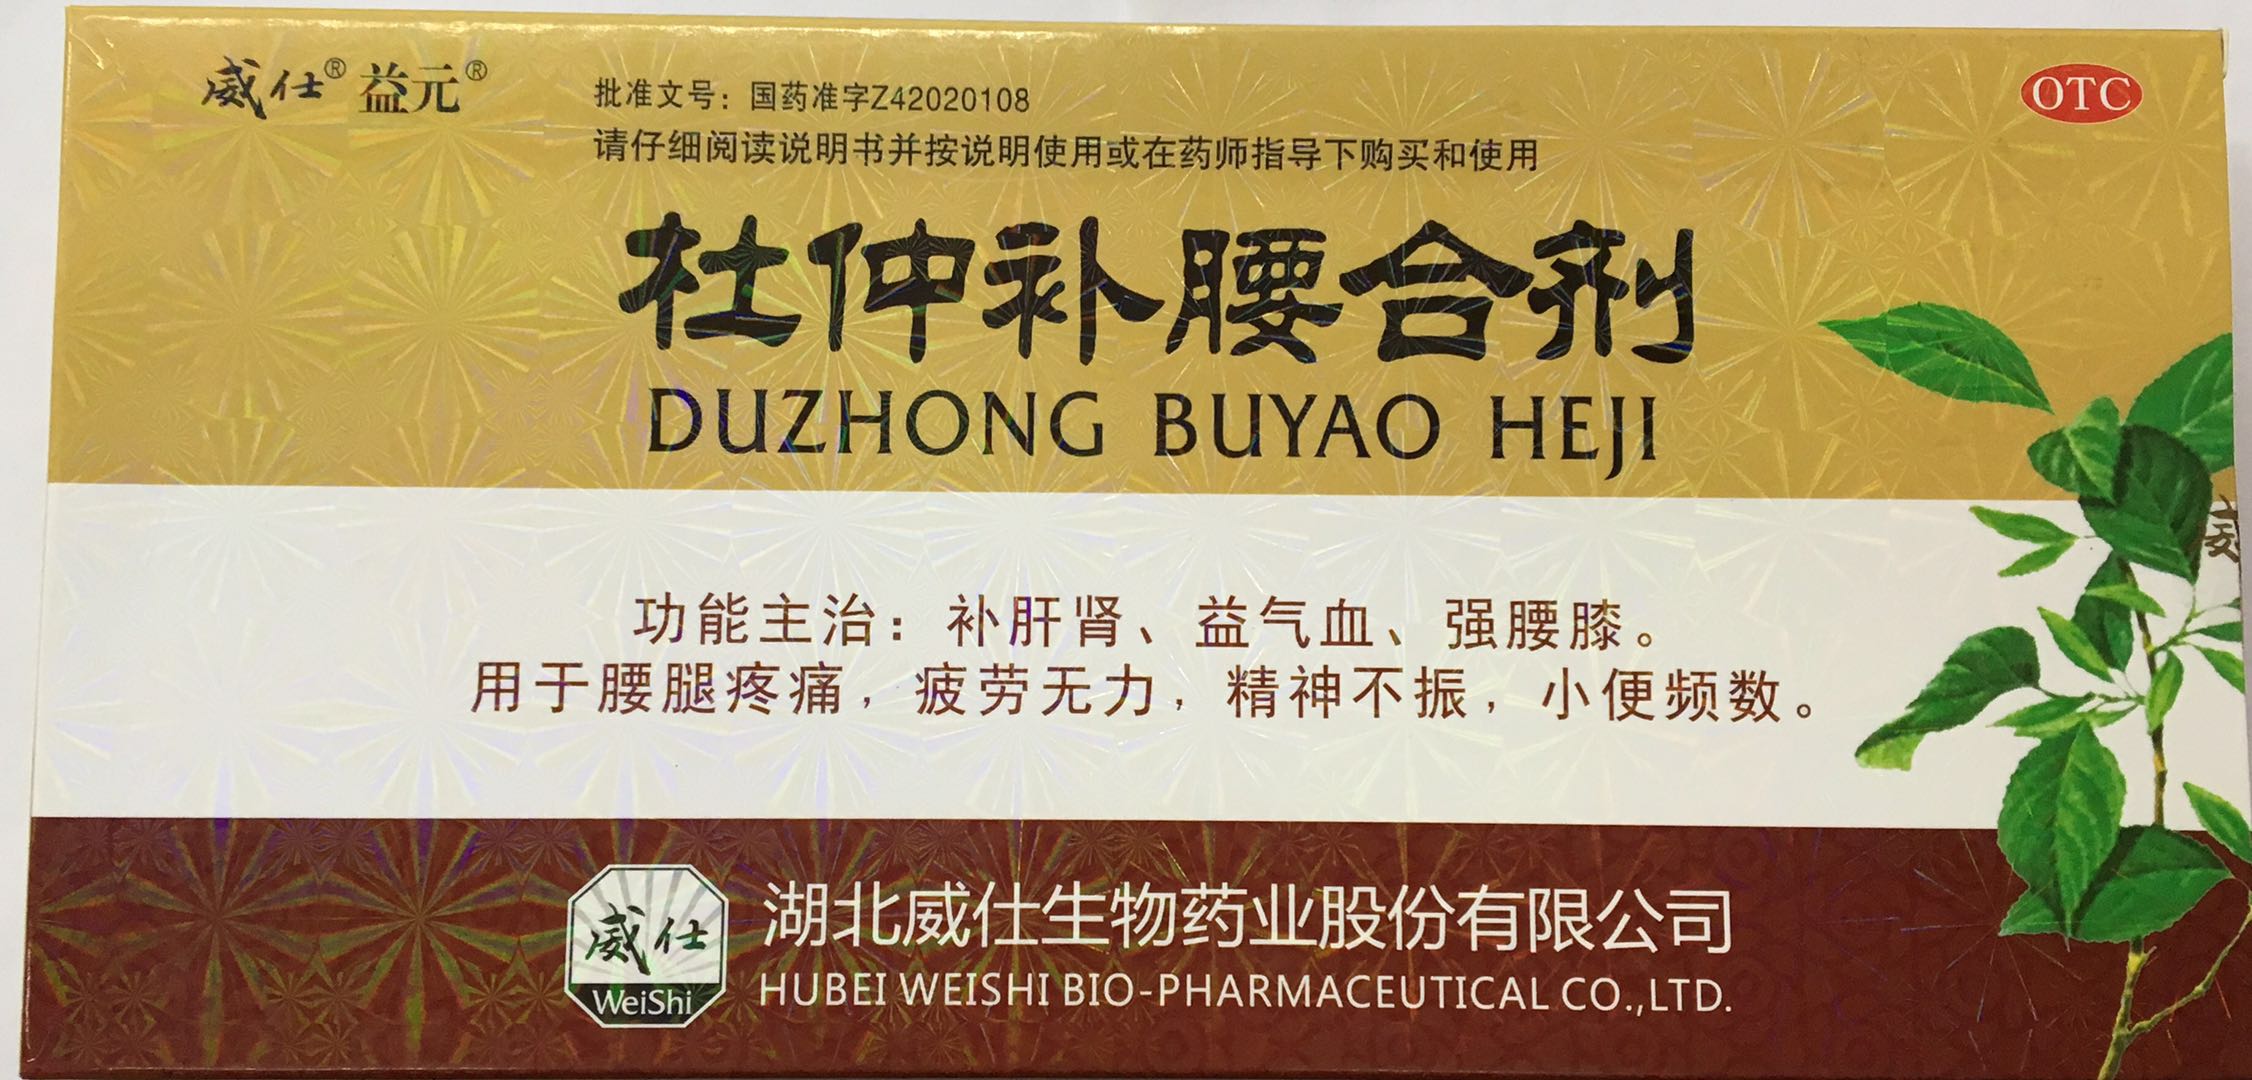 威仕® 益元®
批准文号：国药准字Z42020108
OTC
请仔细阅读说明书并按说明使用或在药师指导下购买和使用
杜仲补腰合剂
DUZHONG BUYAO HEJI
功能主治：补肝肾、益气血、强腰膝。
用于腰腿疼痛，疲劳无力，精神不振，小便频数。
威仕
WeiShi
湖北威仕生物药业股份有限公司
HUBEI WEISHI BIO-PHARMACEUTICAL CO.,LTD.